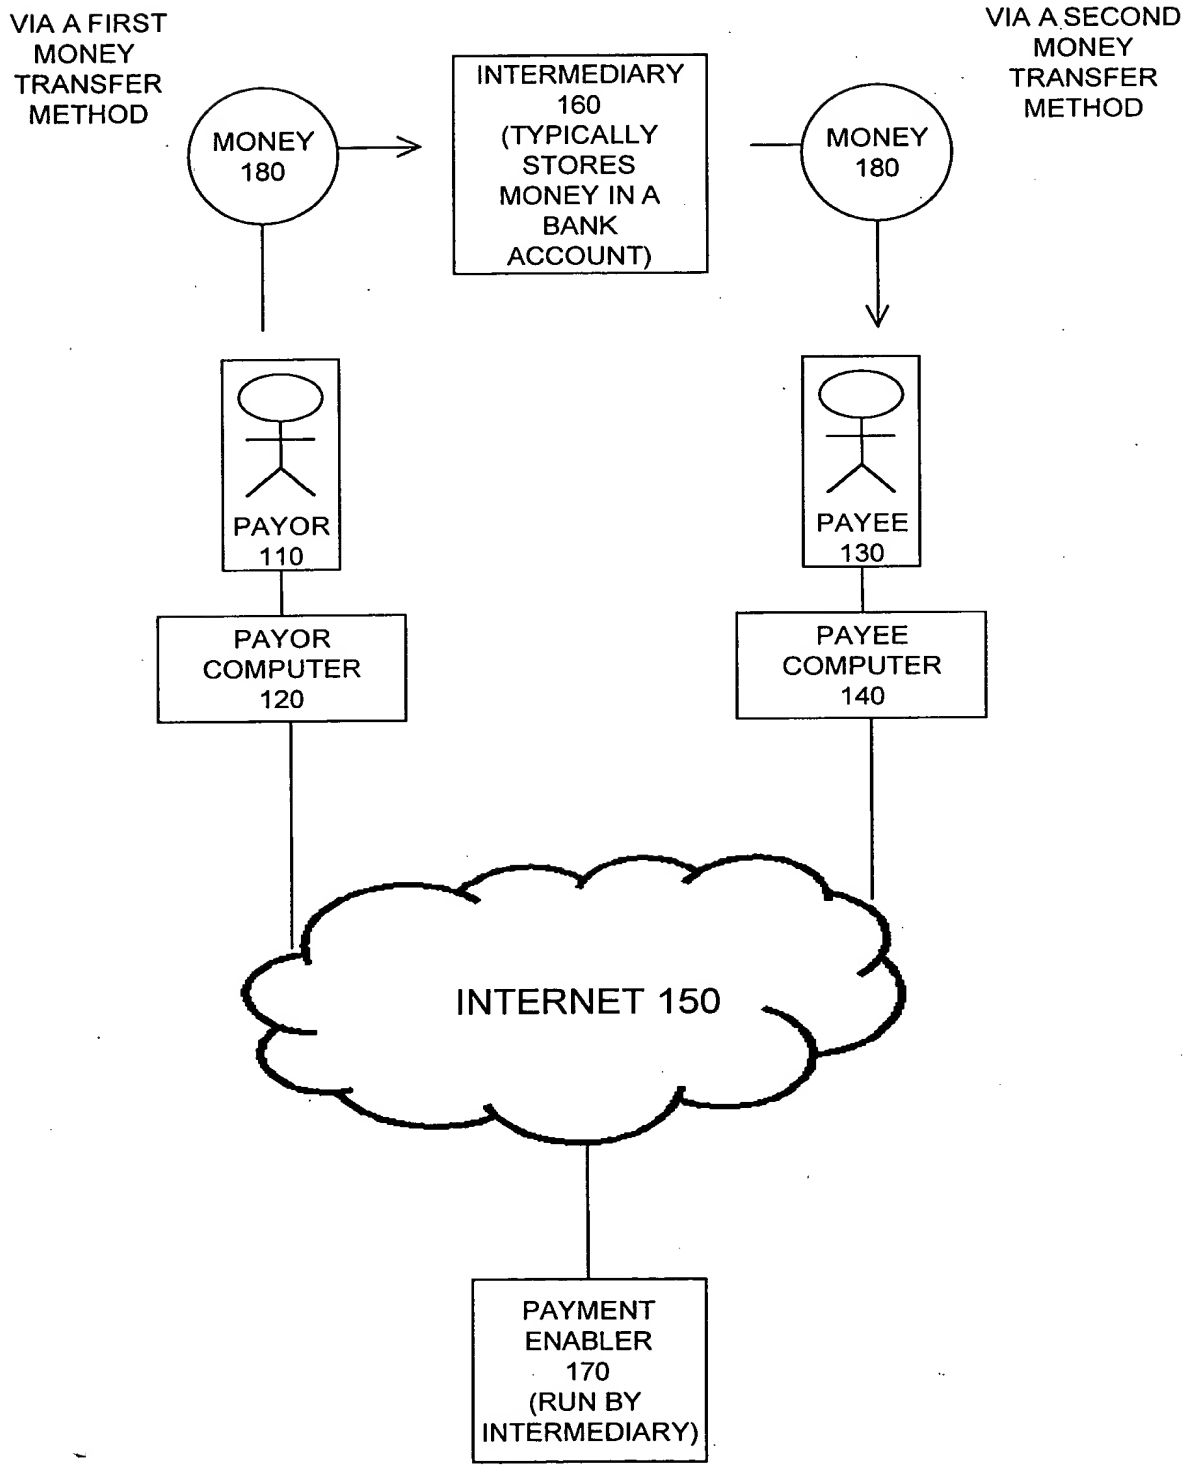 VIA A FIRST
MONEY
TRANSFER
METHOD
MONEY
180
INTERMEDIARY
160
(TYPICALLY
STORES
MONEY IN A
BANK
ACCOUNT)
VIA A SECOND
MONEY
TRANSFER
METHOD
MONEY
180
PAYOR
110
PAYEE
130
PAYOR
COMPUTER
120
PAYEE
COMPUTER
140
INTERNET 150
PAYMENT
ENABLER
170
(RUN BY
INTERMEDIARY)